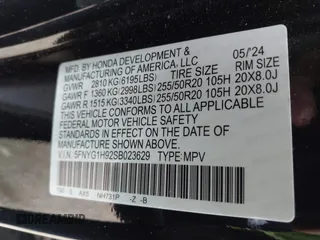 MFD. BY HONDA DEVELOPMENT &
MANUFACTURING OF AMERICA, LLC 05/24
GVWR 2810 KG (6195LBS) TIRE SIZE RIM SIZE
GAWR F 1360 KG (2998LBS) 255/50R20 105H 20X8.0J
GAWR R 1515 KG (3340LBS) 255/50R20 105H 20X8.0J
THIS VEHICLE CONFORMS TO ALL APPLICABLE
FEDERAL MOTOR VEHICLE SAFETY
STANDARDS IN EFFECT ON THE DATE OF
MANUFACTURE SHOWN ABOVE.
V.I.N. 5FNYG1H92SB023629 TYPE MPV
NH731P -Z -B